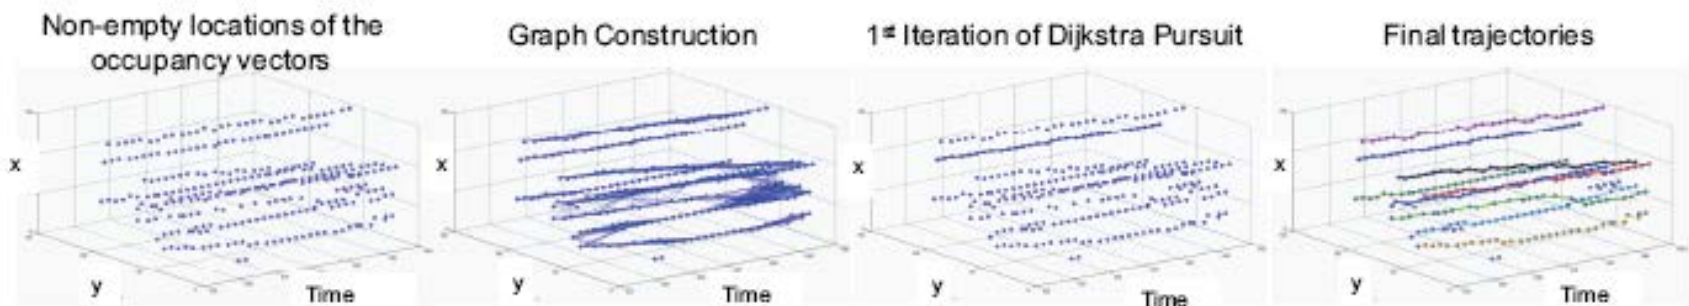 Non-empty locations of the
occupancy vectors
Graph Construction
1st Iteration of Dijkstra Pursuit
Final trajectories
x
y
Time
x
y
Time
x
y
Time
x
y
Time